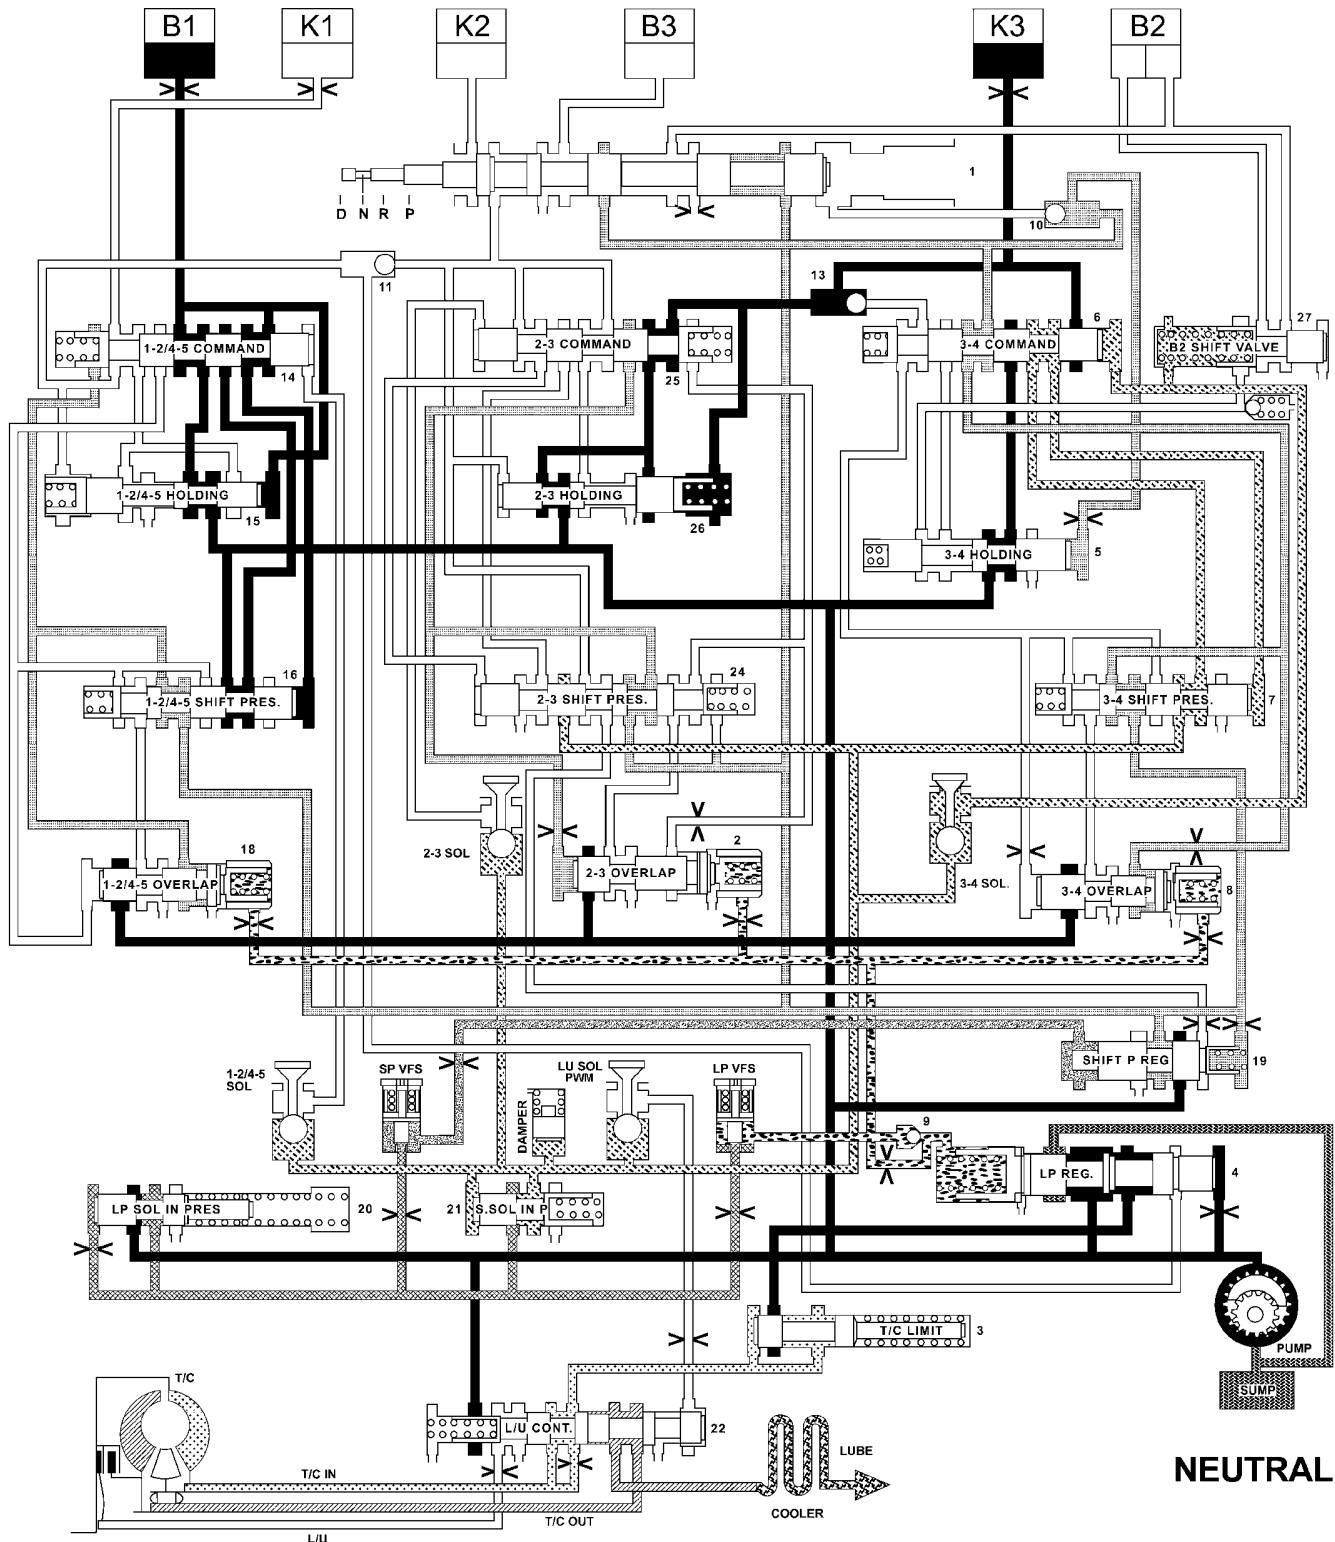 B1
K1
K2
B3
K3
B2
1
D N R P
10
11
13
6
27
1-2/4-5 COMMAND
14
2-3 COMMAND
25
3-4 COMMAND
B2 SHIFT VALVE
1-2/4-5 HOLDING
15
2-3 HOLDING
26
3-4 HOLDING
5
16
1-2/4-5 SHIFT PRES.
24
2-3 SHIFT PRES.
3-4 SHIFT PRES.
7
18
2-3 SOL
2
1-2/4-5 OVERLAP
2-3 OVERLAP
3-4 SOL.
3-4 OVERLAP
8
SHIFT P REG
19
1-2/4-5
SOL
SP VFS
LU SOL
PWM
LP VFS
DAMPER
9
LP REG.
4
LP SOL IN PRES
20
21
S.SOL IN P
T/C LIMIT
3
PUMP
SUMP
T/C
L/U CONT.
22
LUBE
T/C IN
COOLER
T/C OUT
L/U
NEUTRAL